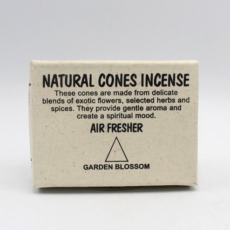 NATURAL CONES INCENSE
These cones are made from delicate
blends of exotic flowers, selected herbs and
spices. They provide gentle aroma and
create a spiritual mood.
AIR FRESHER
GARDEN BLOSSOM